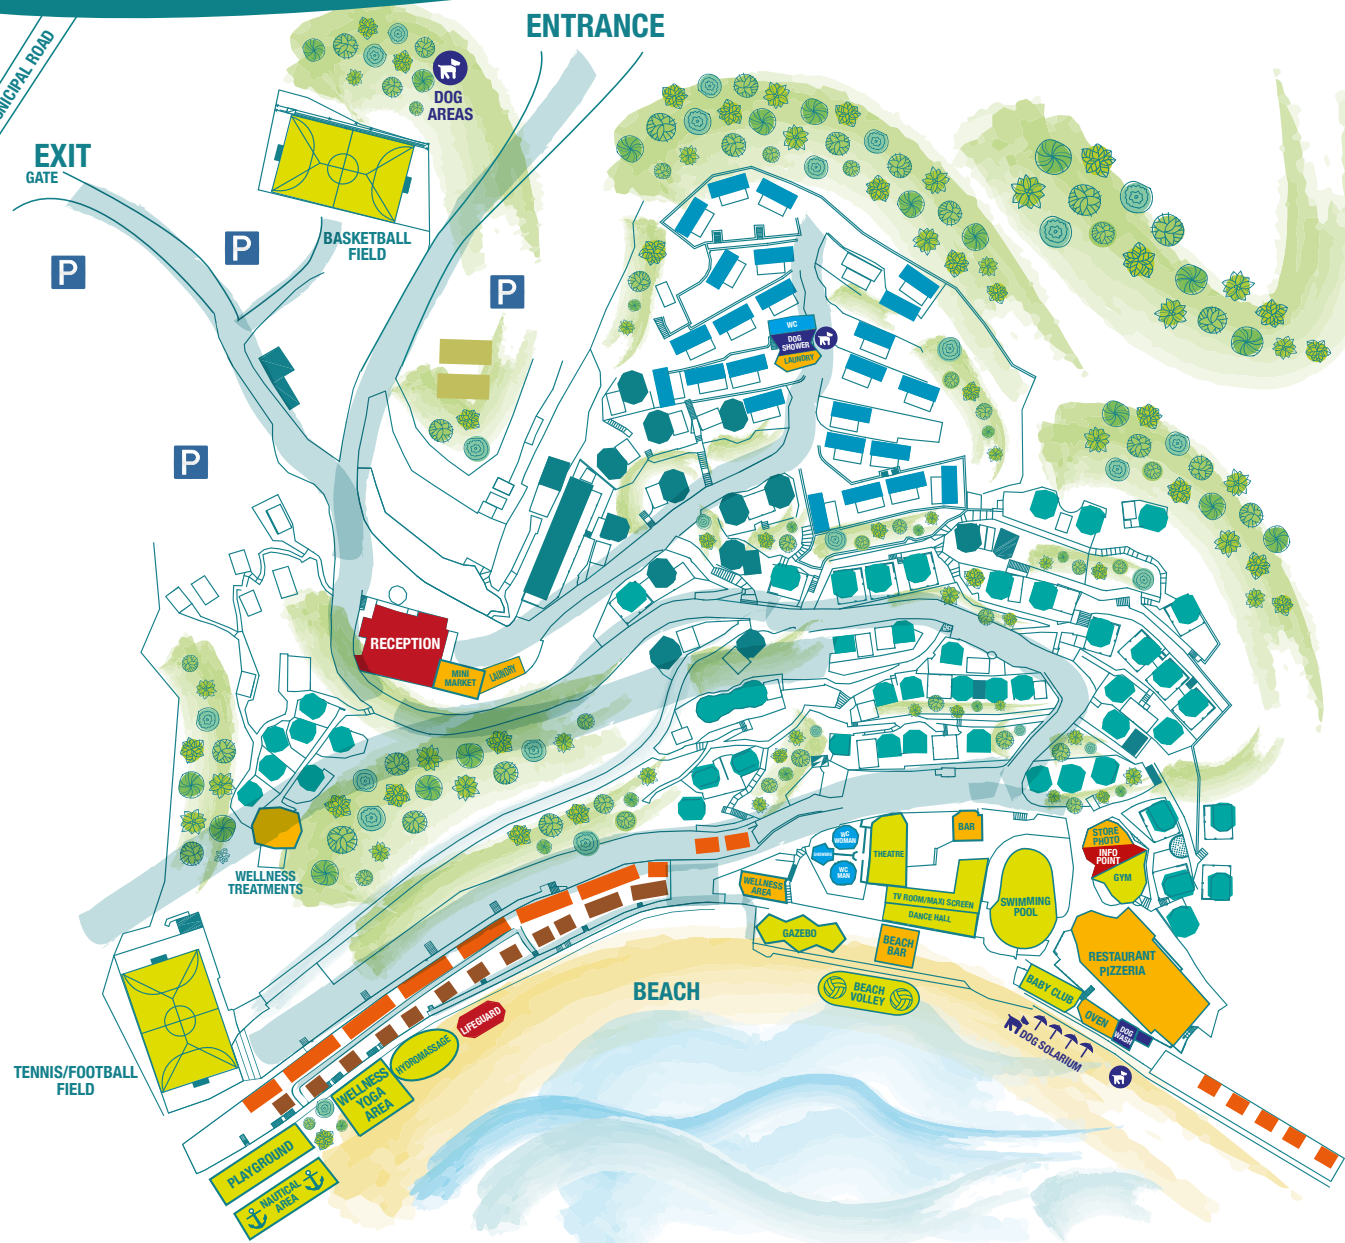 ENTRANCE
DOG
AREAS
EXIT
GATE
P
P
P
P
BASKETBALL
FIELD
WC
DOG
SHOWER
LAUNDRY
RECEPTION
MINI
MARKET
LAUNDRY
WELLNESS
TREATMENTS
WC
WOMAN
SHOWERS
WC
MAN
THEATRE
BAR
STORE
PHOTO
INFO
POINT
GYM
WELLNESS
AREA
TV ROOM/MAXI SCREEN
DANCE HALL
SWIMMING
POOL
GAZEBO
BEACH
BAR
RESTAURANT
PIZZERIA
BEACH
BEACH
VOLLEY
BABY CLUB
OVEN
DOG
WASH
DOG SOLARIUM
LIFEGUARD
HYDROMASSAGE
WELLNESS
YOGA
AREA
TENNIS/FOOTBALL
FIELD
PLAYGROUND
NAUTICAL
AREA